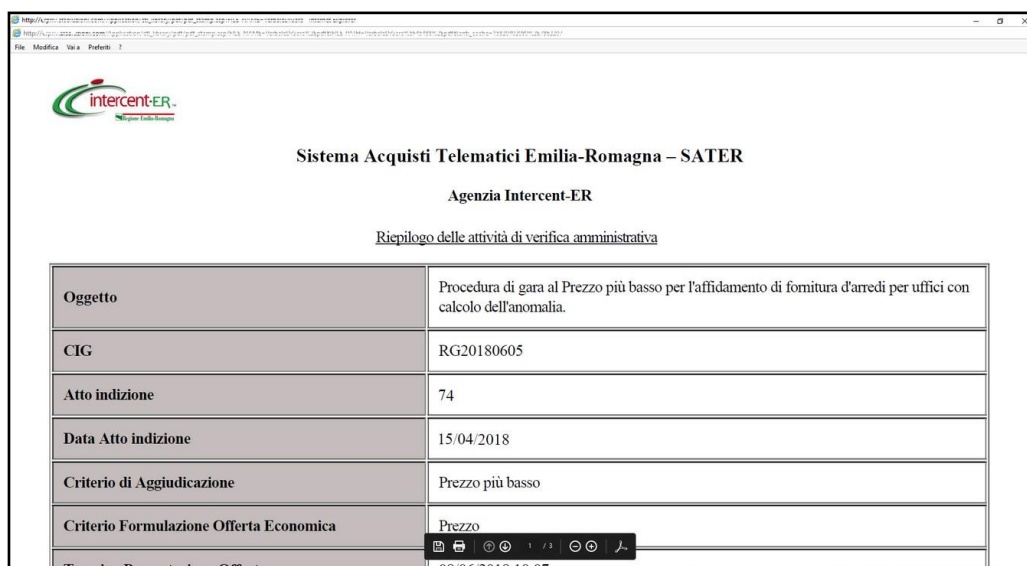 File Modifica Vai a Preferiti ?
intercent-ER
Regione Emilia-Romagna
Sistema Acquisti Telematici Emilia-Romagna – SATER
Agenzia Intercent-ER
Riepilogo delle attività di verifica amministrativa
Oggetto
Procedura di gara al Prezzo più basso per l'affidamento di fornitura d'arredi per uffici con
calcolo dell'anomalia.
CIG
RG20180605
Atto indizione
74
Data Atto indizione
15/04/2018
Criterio di Aggiudicazione
Prezzo più basso
Criterio Formulazione Offerta Economica
Prezzo
1 / 3